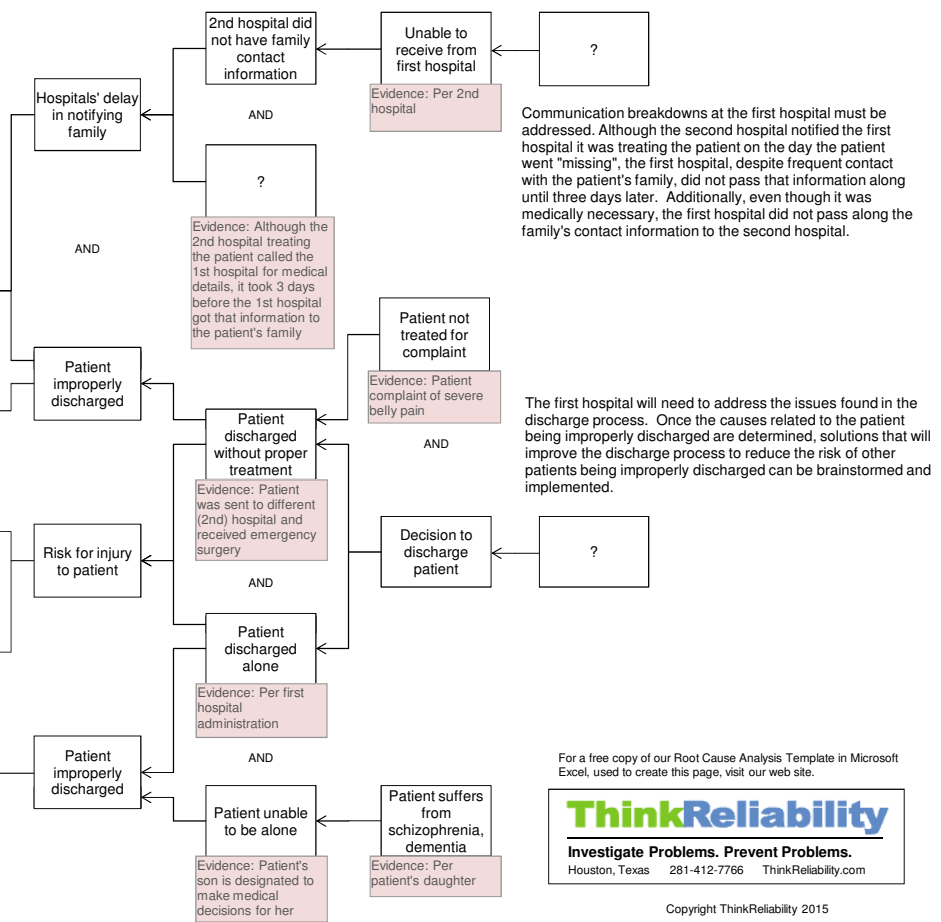 2nd hospital did
not have family
contact
information
Unable to
receive from
first hospital
?
Evidence: Per 2nd
hospital
Hospitals' delay
in notifying
family
AND
Communication breakdowns at the first hospital must be
addressed. Although the second hospital notified the first
hospital it was treating the patient on the day the patient
went "missing", the first hospital, despite frequent contact
with the patient's family, did not pass that information along
until three days later.  Additionally, even though it was
medically necessary, the first hospital did not pass along the
family's contact information to the second hospital.
?
Evidence: Although the
2nd hospital treating
the patient called the
1st hospital for medical
details, it took 3 days
before the 1st hospital
got that information to
the patient's family
AND
Patient not
treated for
complaint
Evidence: Patient
complaint of severe
belly pain
Patient
improperly
discharged
Patient
discharged
without proper
treatment
Evidence: Patient
was sent to different
(2nd) hospital and
received emergency
surgery
AND
The first hospital will need to address the issues found in the
discharge process.  Once the causes related to the patient
being improperly discharged are determined, solutions that will
improve the discharge process to reduce the risk of other
patients being improperly discharged can be brainstormed and
implemented.
Risk for injury
to patient
Decision to
discharge
patient
?
AND
Patient
discharged
alone
Evidence: Per first
hospital
administration
AND
Patient
improperly
discharged
Patient unable
to be alone
Evidence: Patient's
son is designated to
make medical
decisions for her
Patient suffers
from
schizophrenia,
dementia
Evidence: Per
patient's daughter
For a free copy of our Root Cause Analysis Template in Microsoft
Excel, used to create this page, visit our web site.
ThinkReliability
Investigate Problems. Prevent Problems.
Houston, Texas 281-412-7766 ThinkReliability.com
Copyright ThinkReliability 2015